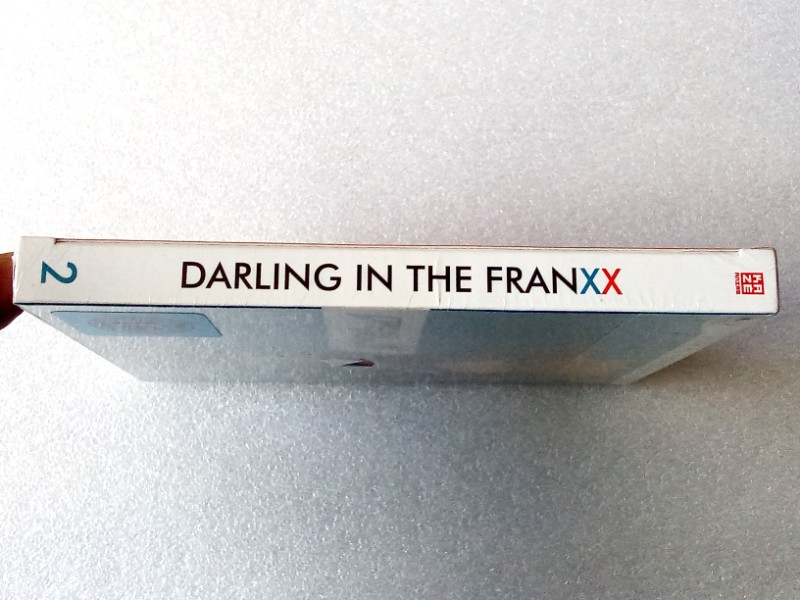 2
DARLING IN THE FRANXX
KAZE